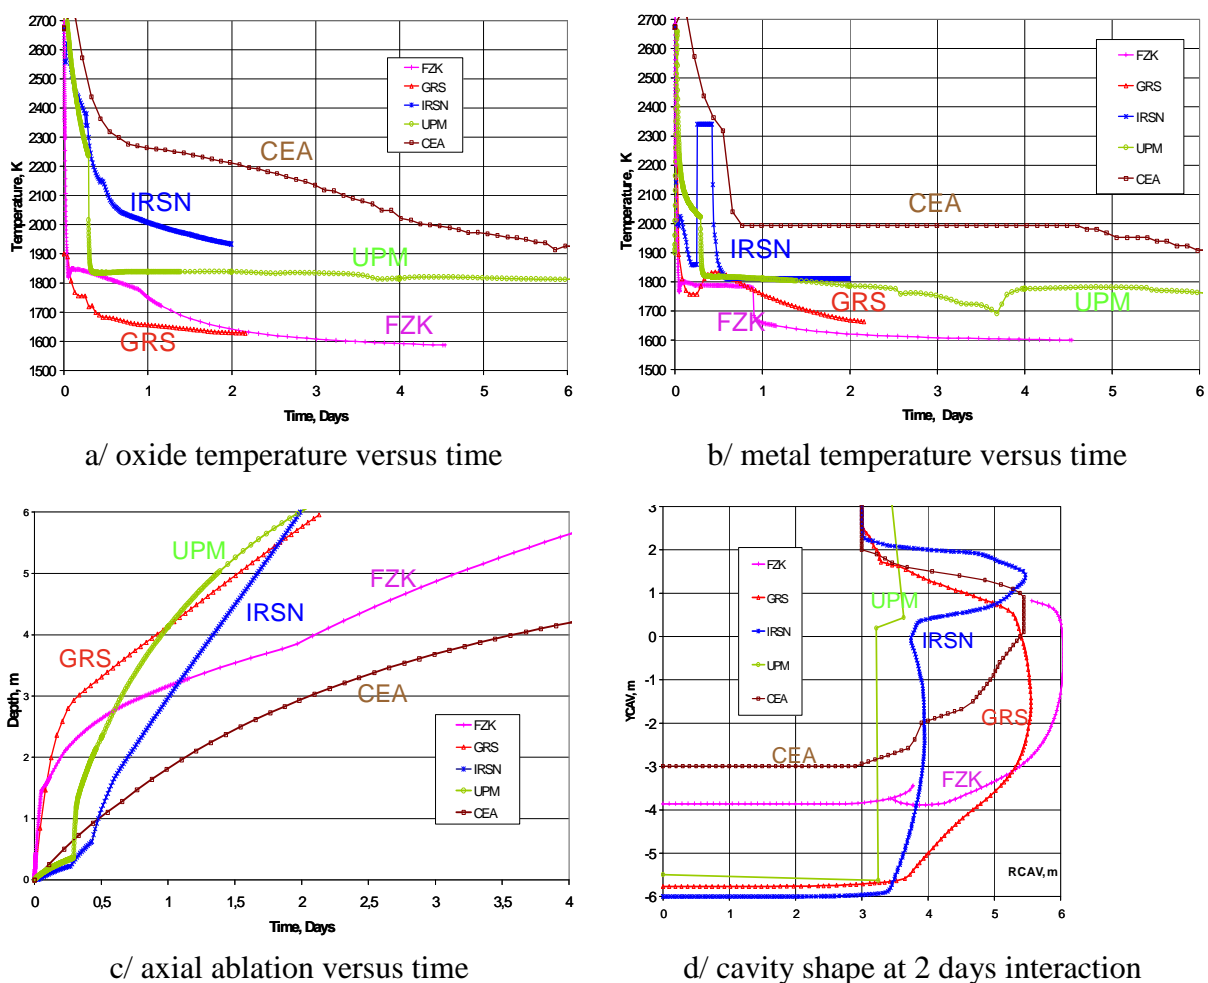 2700
2600
2500
2400
2300
2200
2100
2000
1900
1800
1700
1600
1500
Temperature, K
0
1
2
3
4
5
6
Time, Days
FZK
GRS
IRSN
UPM
CEA
CEA
IRSN
UPM
FZK
GRS
a/ oxide temperature versus time
2700
2600
2500
2400
2300
2200
2100
2000
1900
1800
1700
1600
1500
Temperature, K
0
1
2
3
4
5
6
Time, Days
FZK
GRS
IRSN
UPM
CEA
CEA
IRSN
GRS
UPM
FZK
b/ metal temperature versus time
6
5
4
3
2
1
0
Depth, m
0
0,5
1
1,5
2
2,5
3
3,5
4
Time, Days
UPM
FZK
IRSN
GRS
CEA
FZK
GRS
IRSN
UPM
CEA
c/ axial ablation versus time
3
2
1
0
-1
-2
-3
-4
-5
-6
YCAV, m
0
1
2
3
4
5
6
RCAV, m
FZK
GRS
IRSN
UPM
CEA
UPM
IRSN
GRS
CEA
FZK
d/ cavity shape at 2 days interaction